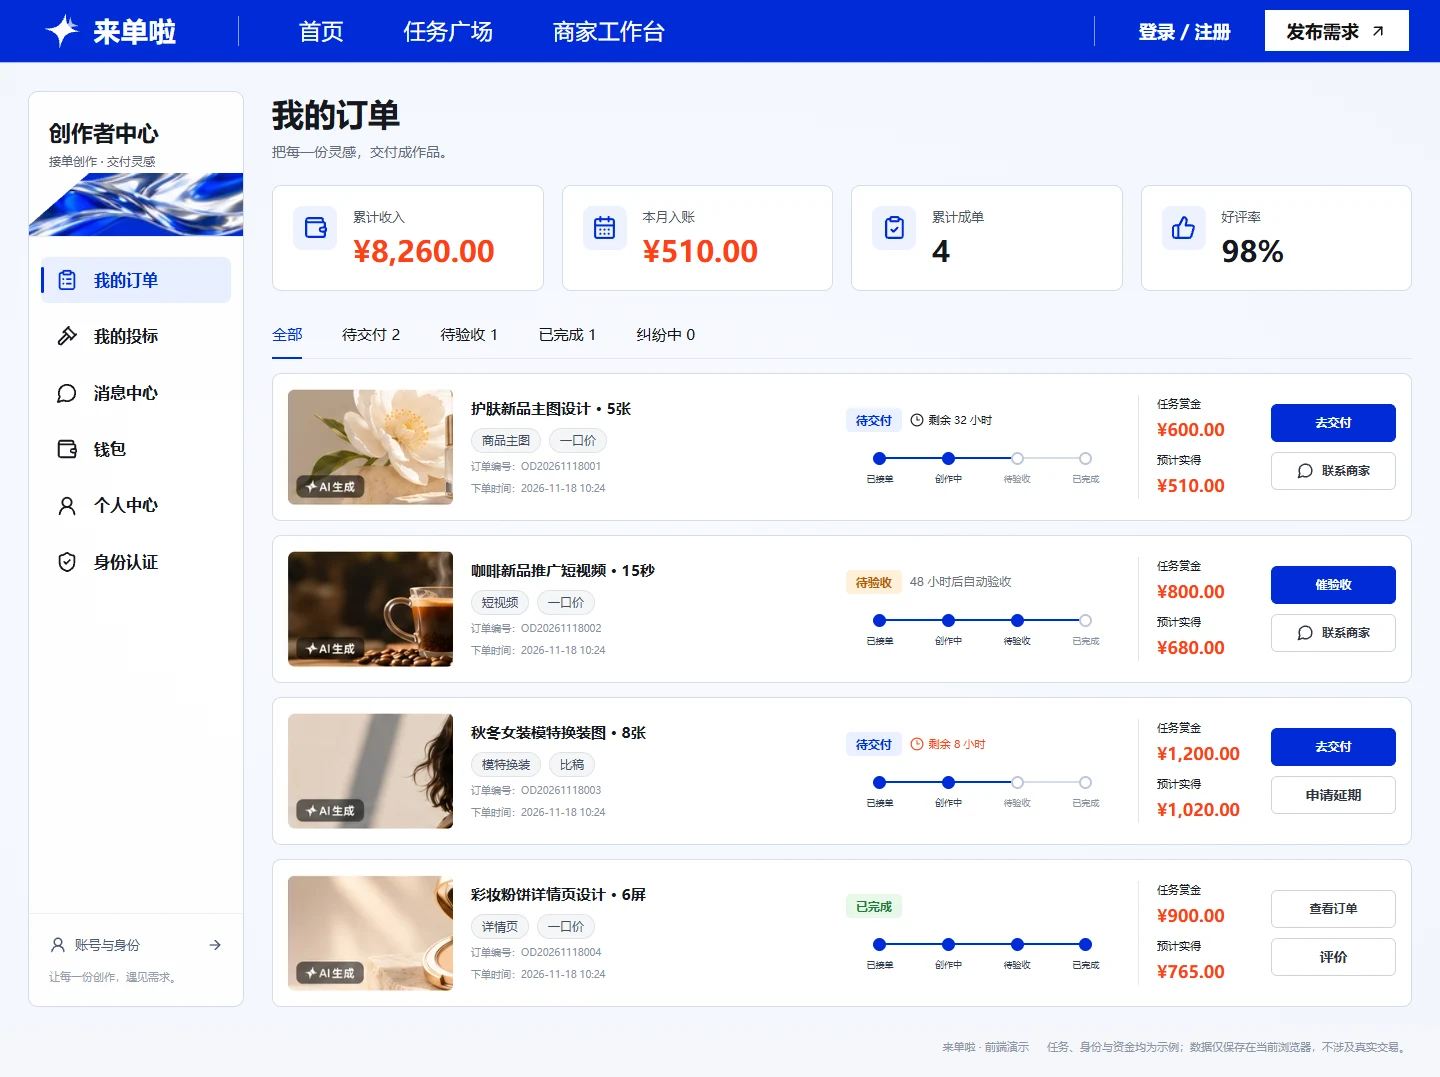 来单啦
首页
任务广场
商家工作台
登录 / 注册
发布需求
创作者中心
接单创作 · 交付灵感
我的订单
我的投标
消息中心
钱包
个人中心
身份认证
账号与身份
让每一份创作，遇见需求。
我的订单
把每一份灵感，交付成作品。
累计收入
¥8,260.00
本月入账
¥510.00
累计成单
4
好评率
98%
全部
待交付 2
待验收 1
已完成 1
纠纷中 0
AI 生成
护肤新品主图设计 • 5张
商品主图
一口价
订单编号：OD20261118001
下单时间：2026-11-18 10:24
待交付
剩余 32 小时
已接单
创作中
待验收
已完成
任务赏金
¥600.00
预计实得
¥510.00
去交付
联系商家
AI 生成
咖啡新品推广短视频 • 15秒
短视频
一口价
订单编号：OD20261118002
下单时间：2026-11-18 10:24
待验收
48 小时后自动验收
已接单
创作中
待验收
已完成
任务赏金
¥800.00
预计实得
¥680.00
催验收
联系商家
AI 生成
秋冬女装模特换装图 • 8张
模特换装
比稿
订单编号：OD20261118003
下单时间：2026-11-18 10:24
待交付
剩余 8 小时
已接单
创作中
待验收
已完成
任务赏金
¥1,200.00
预计实得
¥1,020.00
去交付
申请延期
AI 生成
彩妆粉饼详情页设计 • 6屏
详情页
一口价
订单编号：OD20261118004
下单时间：2026-11-18 10:24
已完成
已接单
创作中
待验收
已完成
任务赏金
¥900.00
预计实得
¥765.00
查看订单
评价
来单啦 · 前端演示
任务、身份与资金均为示例；数据仅保存在当前浏览器，不涉及真实交易。